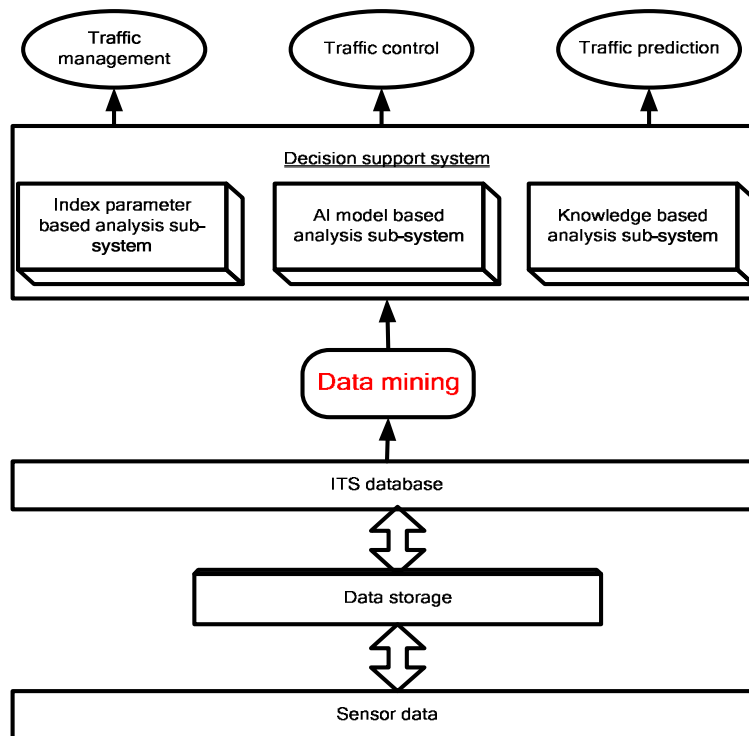 Traffic
management
Traffic control
Traffic prediction
Decision support system
Index parameter
based analysis sub-
system
AI model based
analysis sub-system
Knowledge based
analysis sub-system
Data mining
ITS database
Data storage
Sensor data